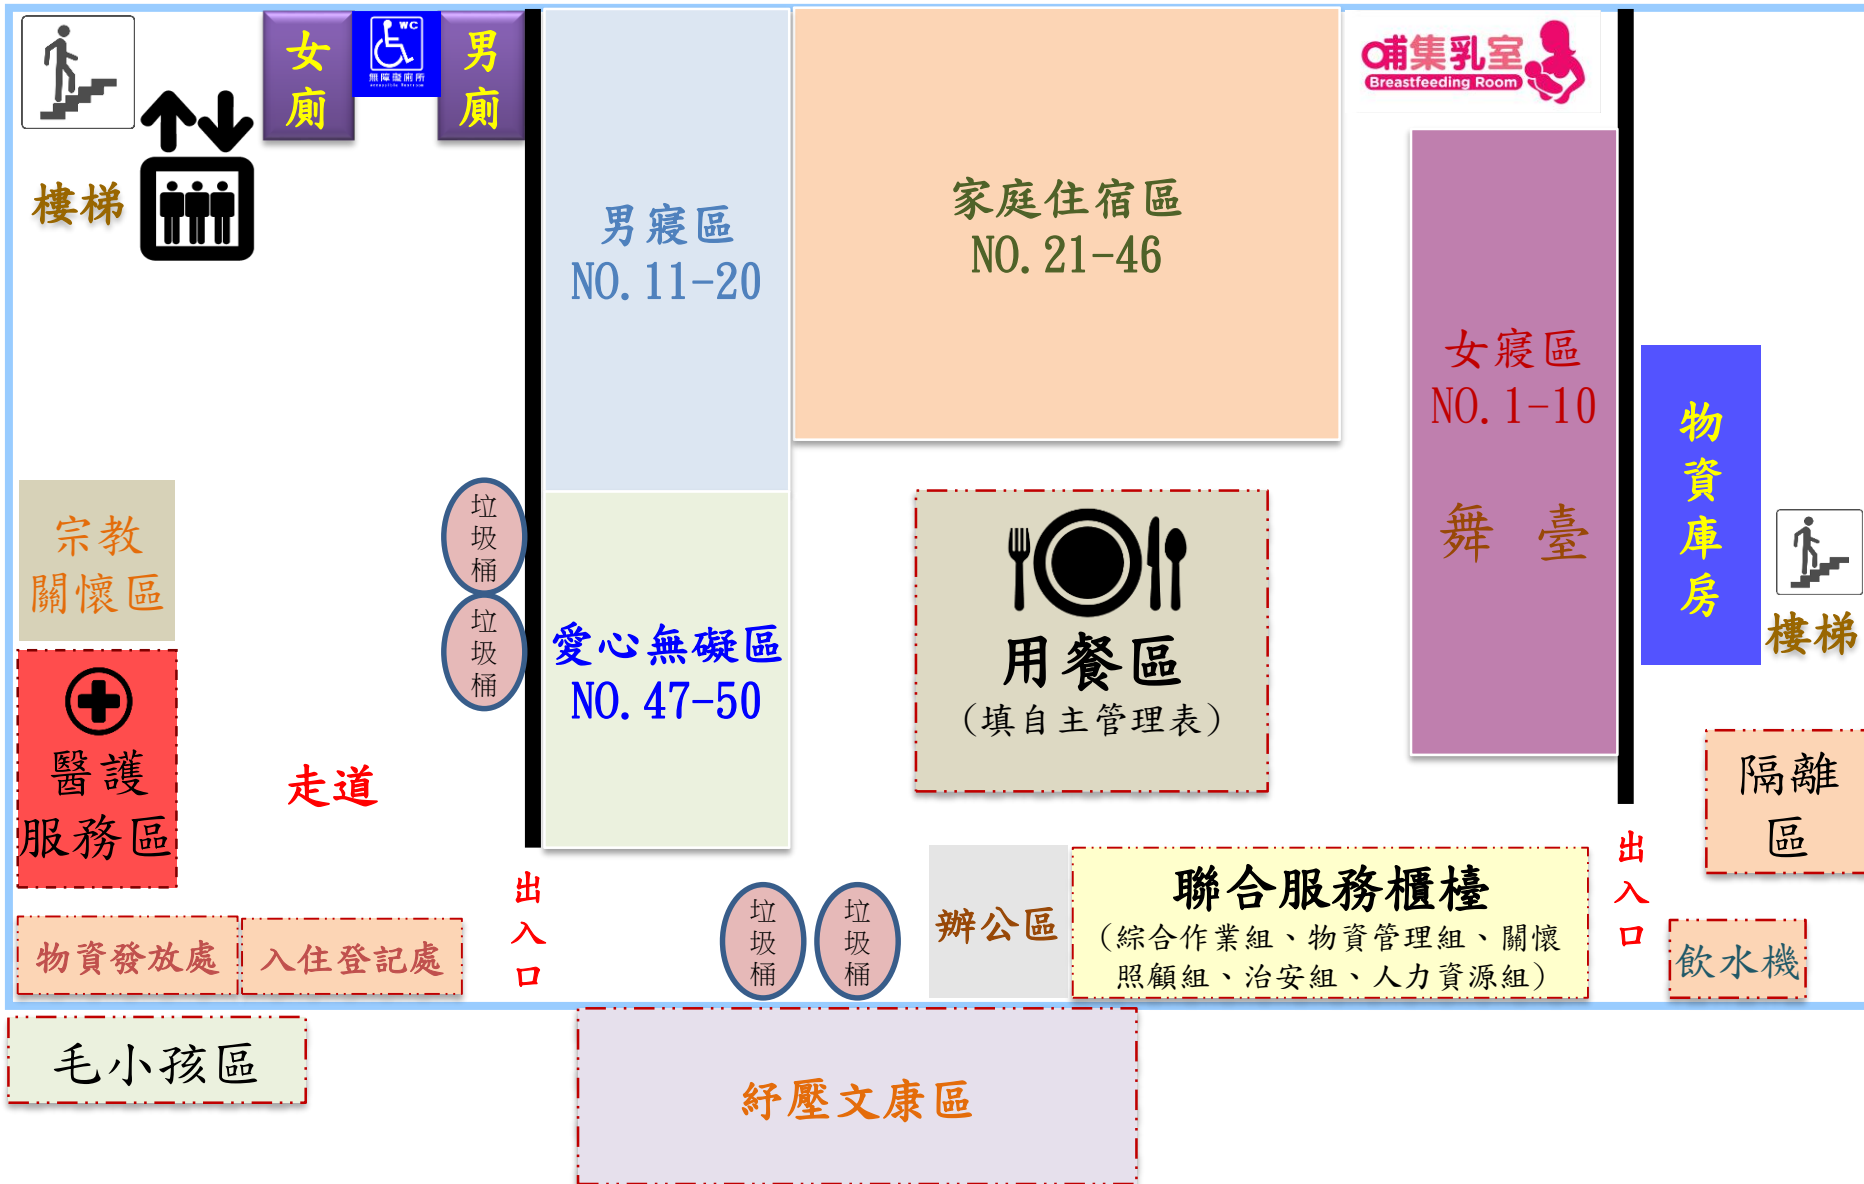 女
廁
WC
無障礙廁所
男
廁
樓梯
男寢區
NO. 11-20
家庭住宿區
NO. 21-46
哺集乳室
Breastfeeding Room
女寢區
NO. 1-10
舞 臺
物
資
庫
房
樓梯
宗教
關懷區
垃
圾
桶
垃
圾
桶
愛心無礙區
NO. 47-50
用餐區
（填自主管理表）
醫護
服務區
走道
隔離
區
出
入
口
物資發放處
入住登記處
垃
圾
桶
垃
圾
桶
辦公區
聯合服務櫃檯
（綜合作業組、物資管理組、關懷
照顧組、治安組、人力資源組）
出
入
口
飲水機
毛小孩區
紓壓文康區